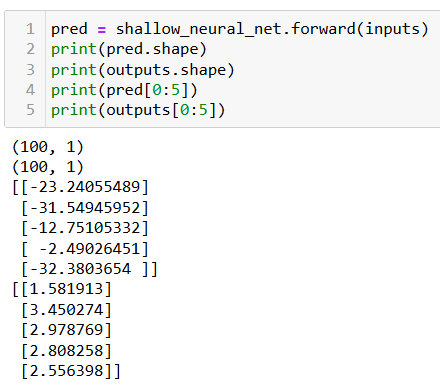 1 pred = shallow_neural_net.forward(inputs)
2 print(pred.shape)
3 print(outputs.shape)
4 print(pred[0:5])
5 print(outputs[0:5])
(100, 1)
(100, 1)
[[-23.24055489]
 [-31.54945952]
 [-12.75105332]
 [ -2.49026451]
 [-32.3803654 ]]
[[1.581913]
 [3.450274]
 [2.978769]
 [2.808258]
 [2.556398]]